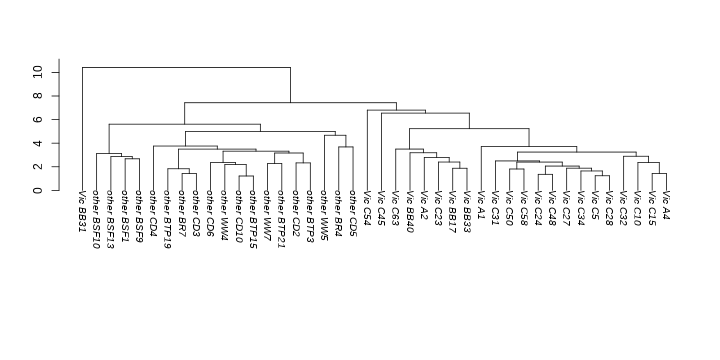 10
8
6
4
2
0
Vic BB31
other BSF10
other BSF13
other BSF1
other BSF9
other CD4
other BTP19
other BR7
other CD3
other CD6
other WW4
other CD10
other BTP15
other WW7
other BTP21
other CD2
other BTP3
other WW5
other BR4
other CD5
Vic C54
Vic C45
Vic C63
Vic BB40
Vic A2
Vic C23
Vic BB17
Vic BB33
Vic A1
Vic C31
Vic C50
Vic C58
Vic C24
Vic C48
Vic C27
Vic C34
Vic C5
Vic C28
Vic C32
Vic C10
Vic C15
Vic A4